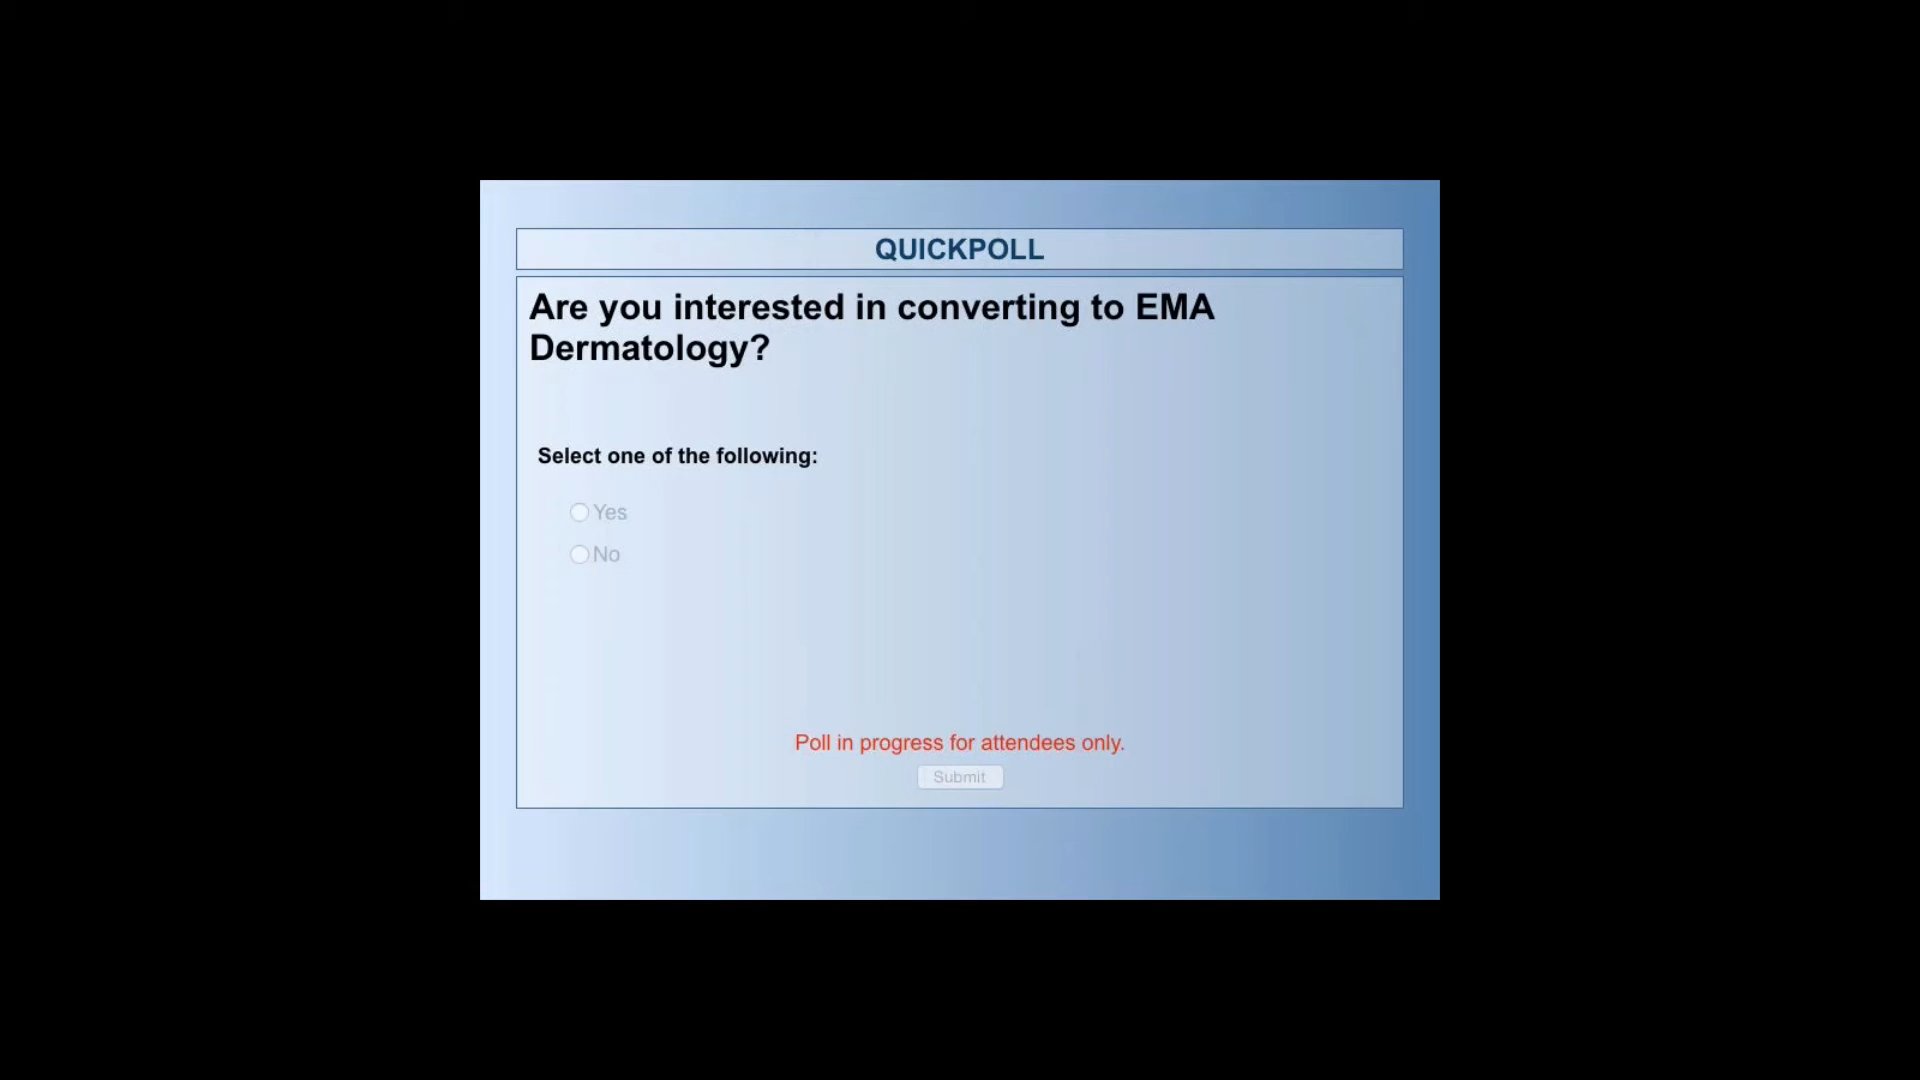 QUICKPOLL
Are you interested in converting to EMA
Dermatology?
Select one of the following:
Yes
No
Poll in progress for attendees only.
Submit